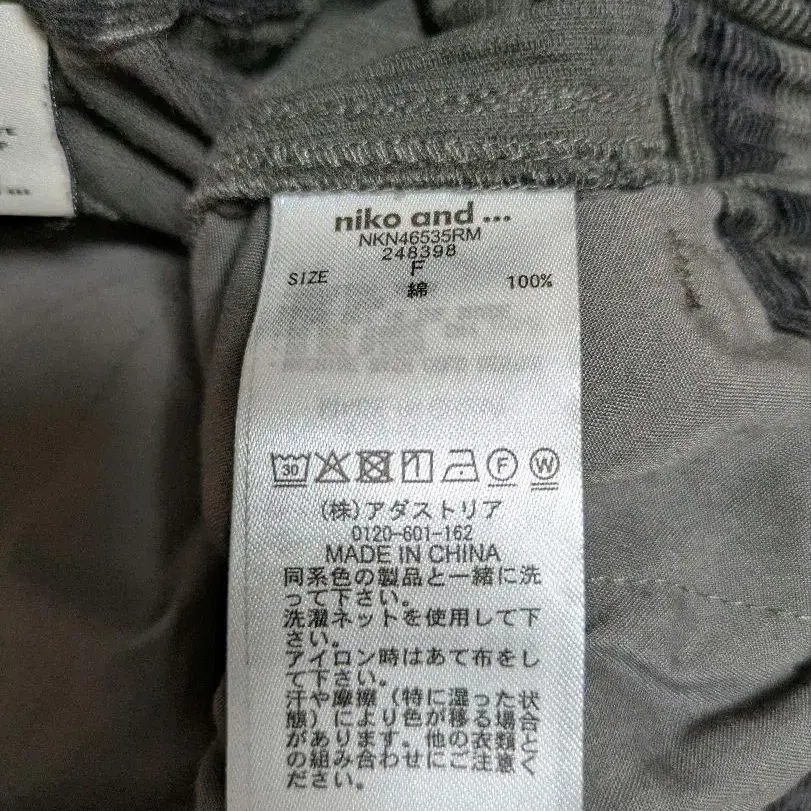 niko and ...
NKN46535RM
248398
SIZE F
綿 100%
30
F W
(株)アダストリア
0120-601-162
MADE IN CHINA
同系色の製品と一緒に洗
って下さい。
洗濯ネットを使用して下
さい。
アイロン時はあて布をし
て下さい。
汗や摩擦(特に湿った状
態)により色が移る場合
があります。他の衣類と
の組み合わせにご注意く
ださい。